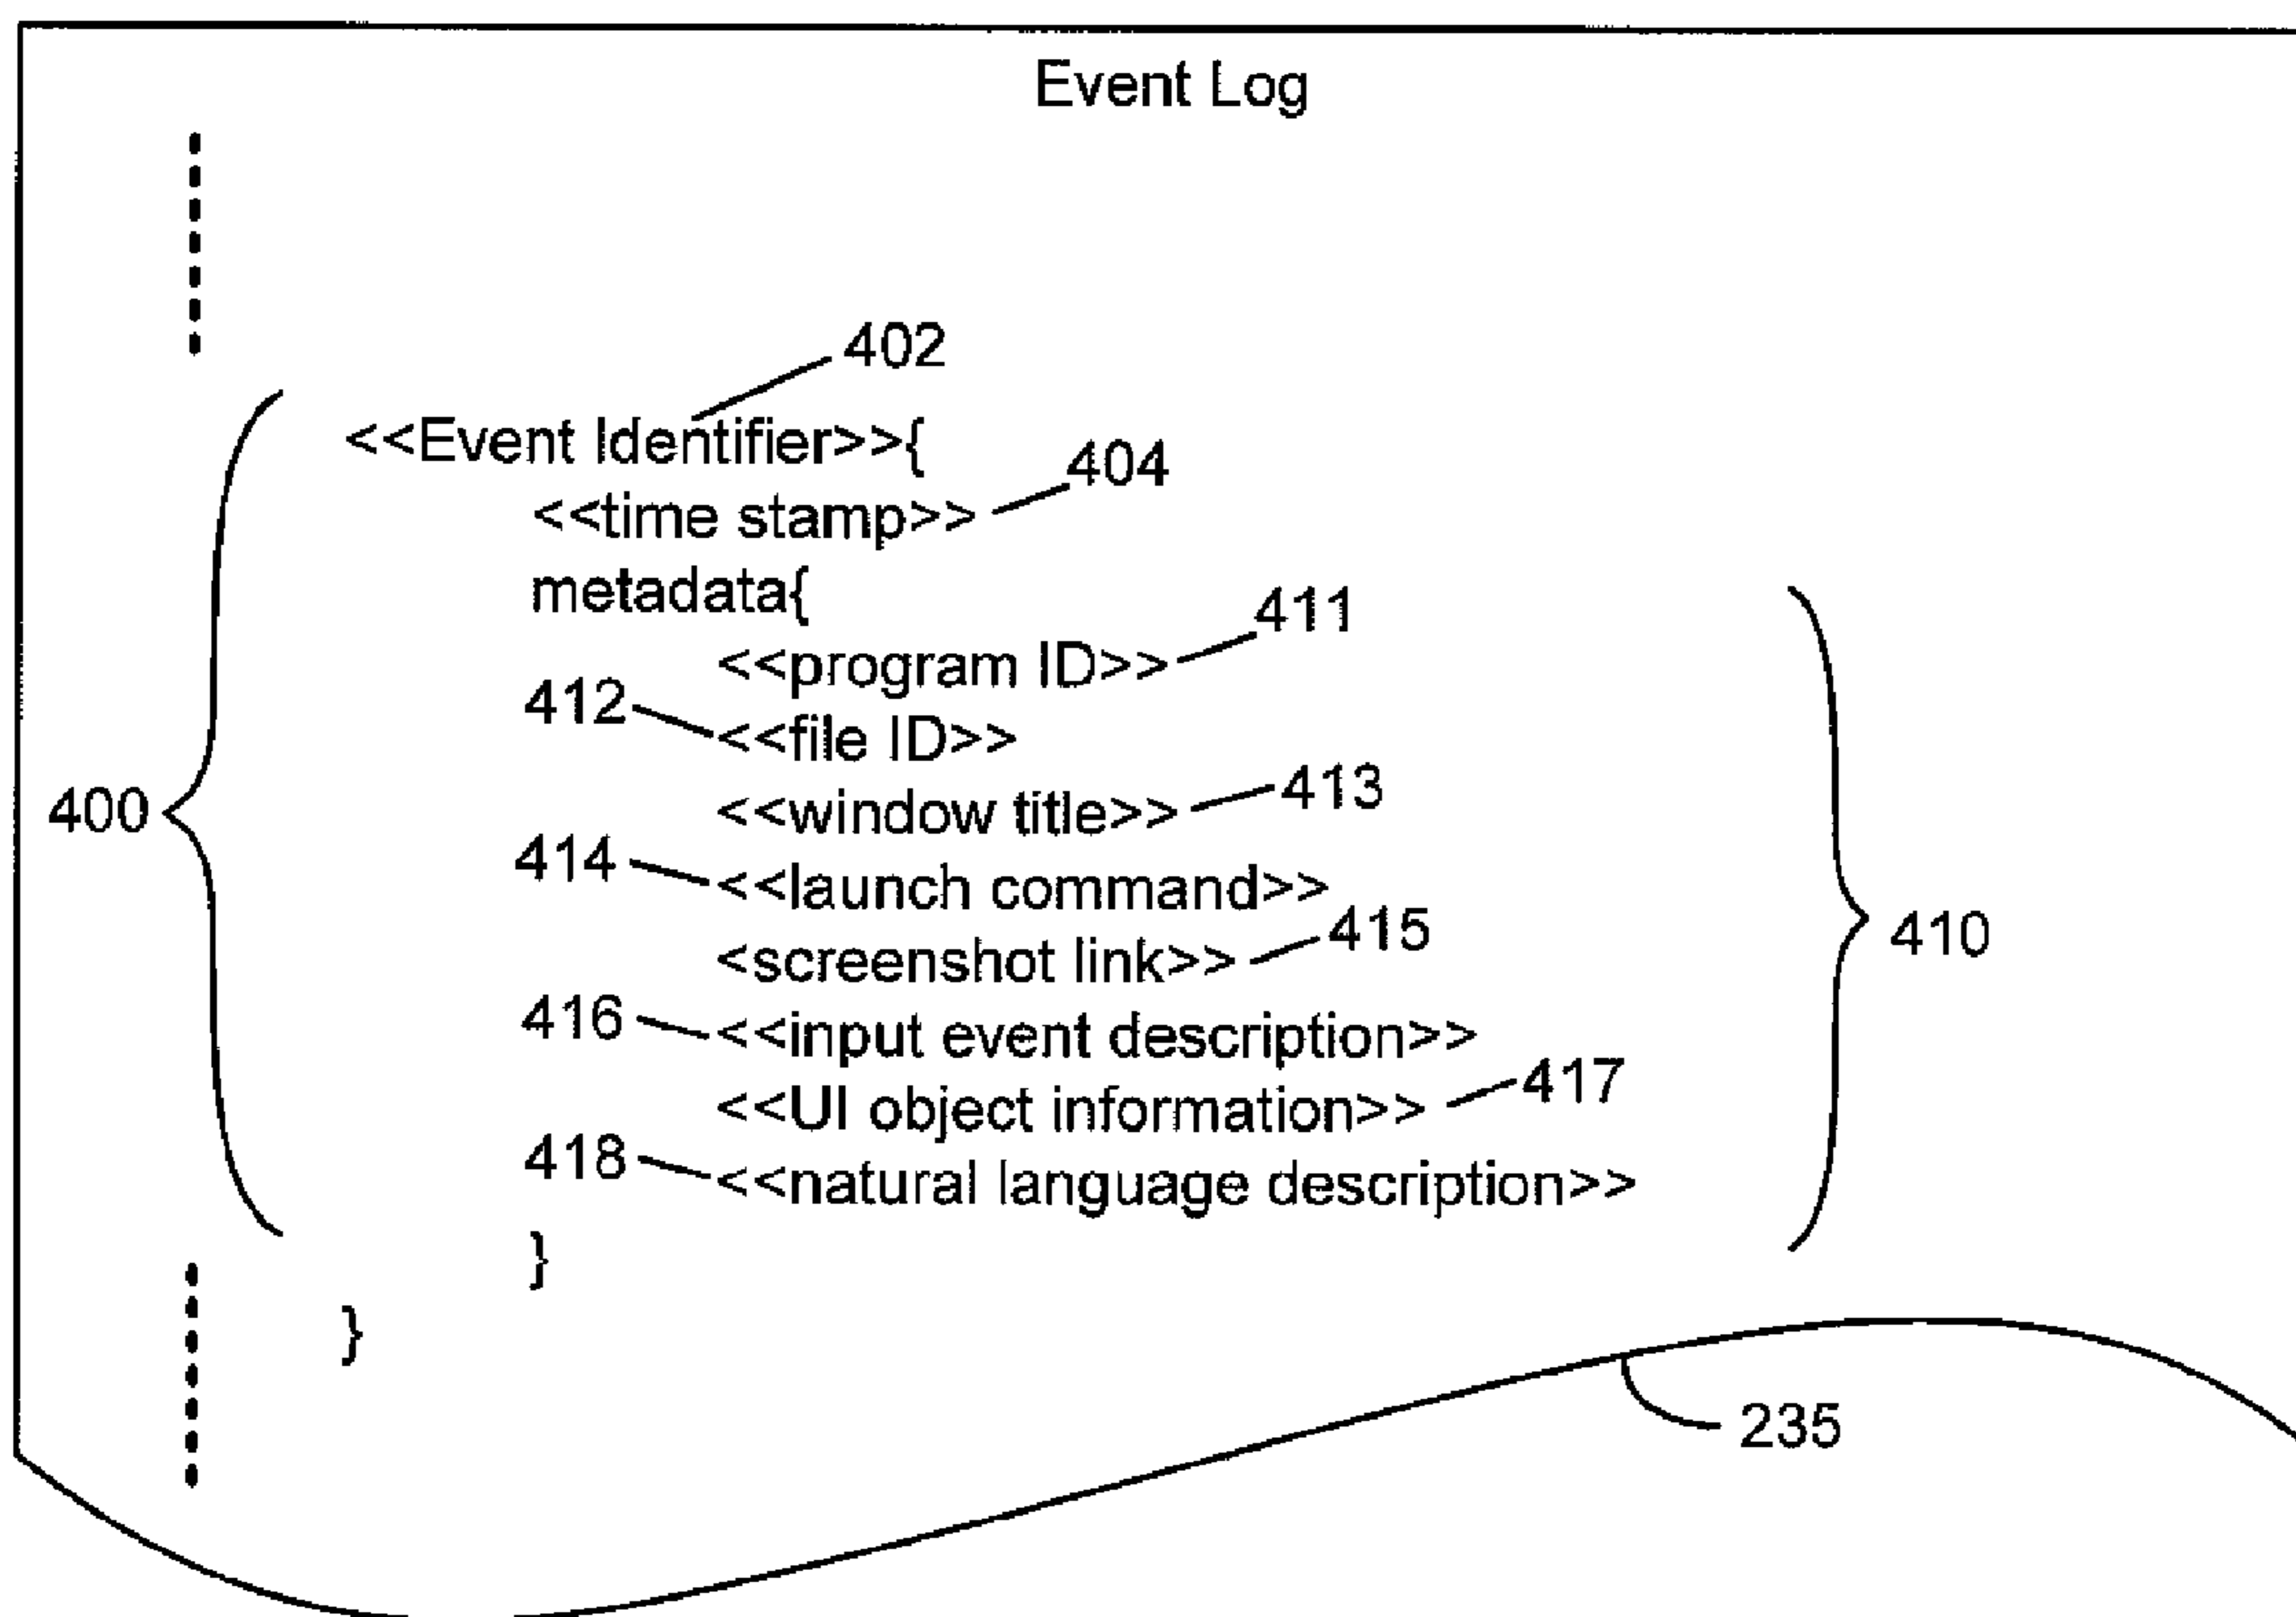 Event Log
402
<<Event Identifier>>{
404
<<time stamp>>
metadata{
411
<<program ID>>
412
<<file ID>>
413
<<window title>>
400
414
<<launch command>>
415
<screenshot link>>
410
416
<<input event description>>
417
<<UI object information>>
418
<<natural language description>>
}
}
235